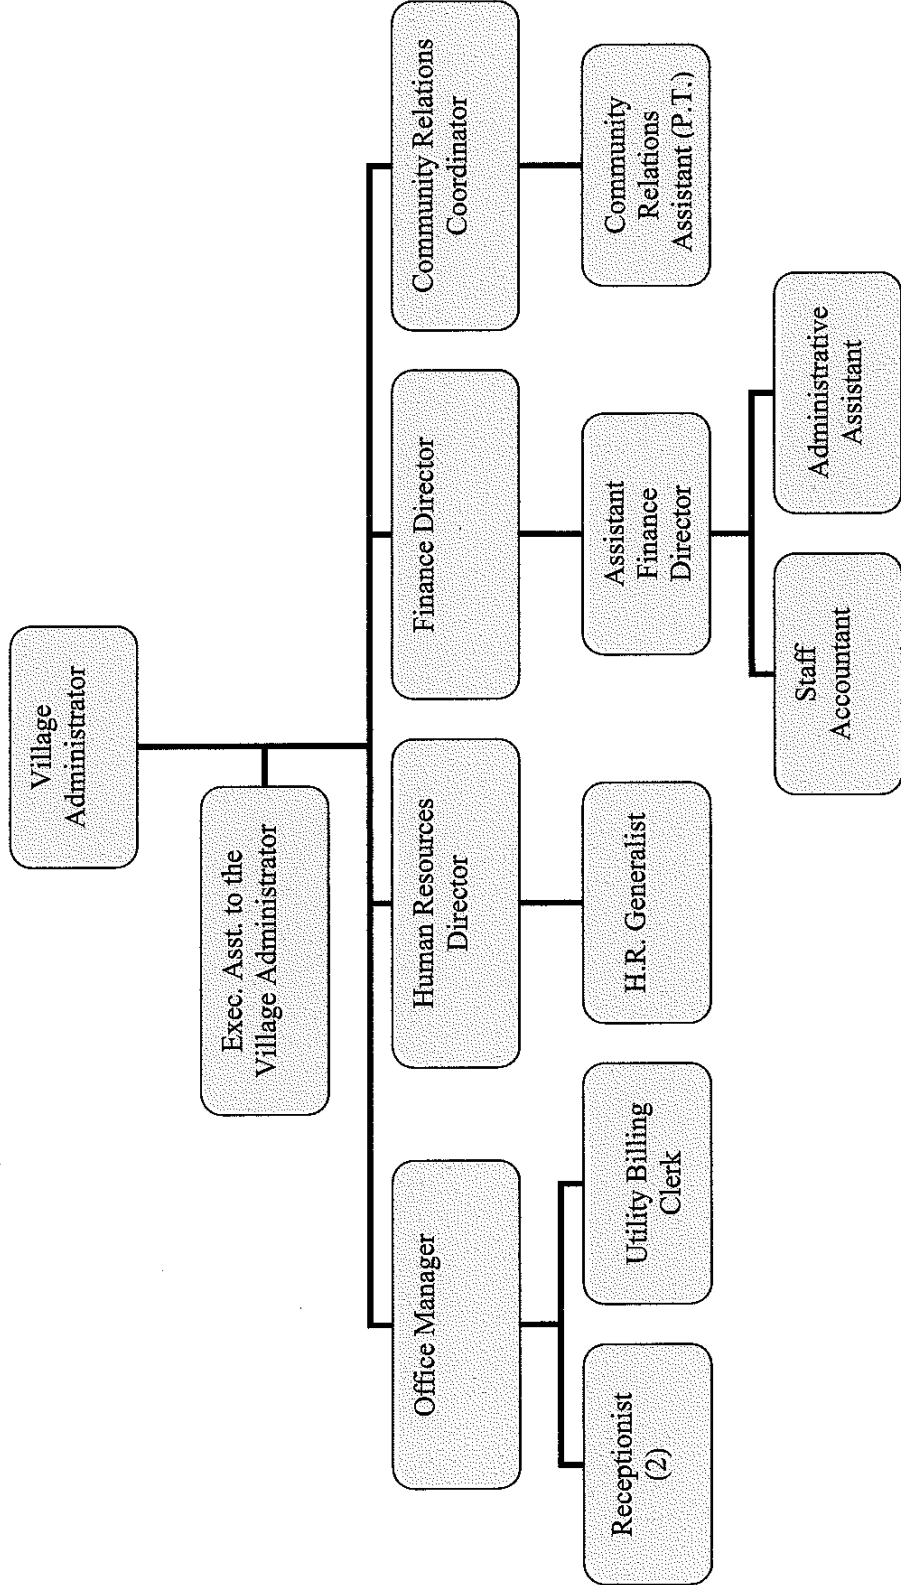 Village
Administrator
Exec. Asst. to the
Village Administrator
Office Manager
Human Resources
Director
Finance Director
Community Relations
Coordinator
Receptionist
(2)
Utility Billing
Clerk
H.R. Generalist
Assistant
Finance
Director
Community
Relations
Assistant (P.T.)
Staff
Accountant
Administrative
Assistant